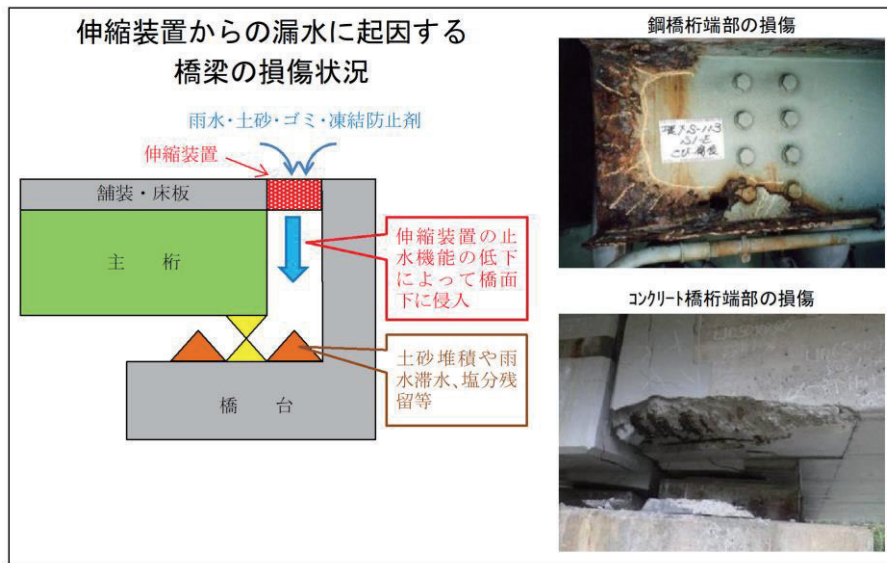 伸縮装置からの漏水に起因する
橋梁の損傷状況
雨水・土砂・ゴミ・凍結防止剤
伸縮装置
舗装・床板
主 桁
伸縮装置の止
水機能の低下
によって橋面
下に侵入
土砂堆積や雨
水滞水、塩分残
留等
橋 台
鋼橋桁端部の損傷
S1-E
コンクリート橋桁端部の損傷